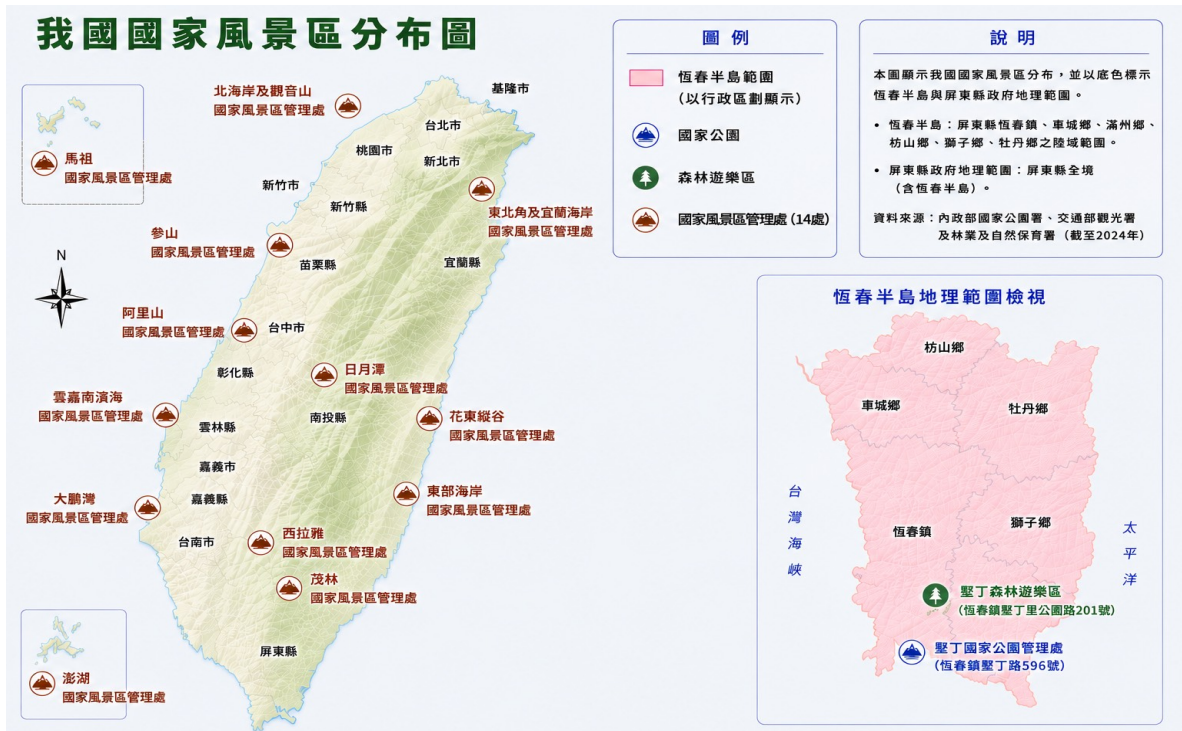 我國國家風景區分布圖
馬祖
國家風景區管理處
北海岸及觀音山
國家風景區管理處
基隆市
台北市
桃園市
新北市
新竹市
新竹縣
東北角及宜蘭海岸
國家風景區管理處
參山
國家風景區管理處
苗栗縣
宜蘭縣
N
阿里山
國家風景區管理處
台中市
彰化縣
日月潭
國家風景區管理處
雲嘉南濱海
國家風景區管理處
雲林縣
南投縣
花東縱谷
國家風景區管理處
嘉義市
嘉義縣
大鵬灣
國家風景區管理處
東部海岸
國家風景區管理處
台南市
西拉雅
國家風景區管理處
茂林
國家風景區管理處
屏東縣
澎湖
國家風景區管理處
圖例
恆春半島範圍
（以行政區劃顯示）
國家公園
森林遊樂區
國家風景區管理處（14處）
說明
本圖顯示我國國家風景區分布，並以底色標示
恆春半島與屏東縣政府地理範圍。
• 恆春半島：屏東縣恆春鎮、車城鄉、滿州鄉、
枋山鄉、獅子鄉、牡丹鄉之陸域範圍。
• 屏東縣政府地理範圍：屏東縣全境
（含恆春半島）。
資料來源：內政部國家公園署、交通部觀光署
及林業及自然保育署（截至2024年）
恆春半島地理範圍檢視
枋山鄉
車城鄉
牡丹鄉
台灣海峽
恆春鎮
獅子鄉
太平洋
墾丁森林遊樂區
（恆春鎮墾丁里公園路201號）
墾丁國家公園管理處
（恆春鎮墾丁路596號）